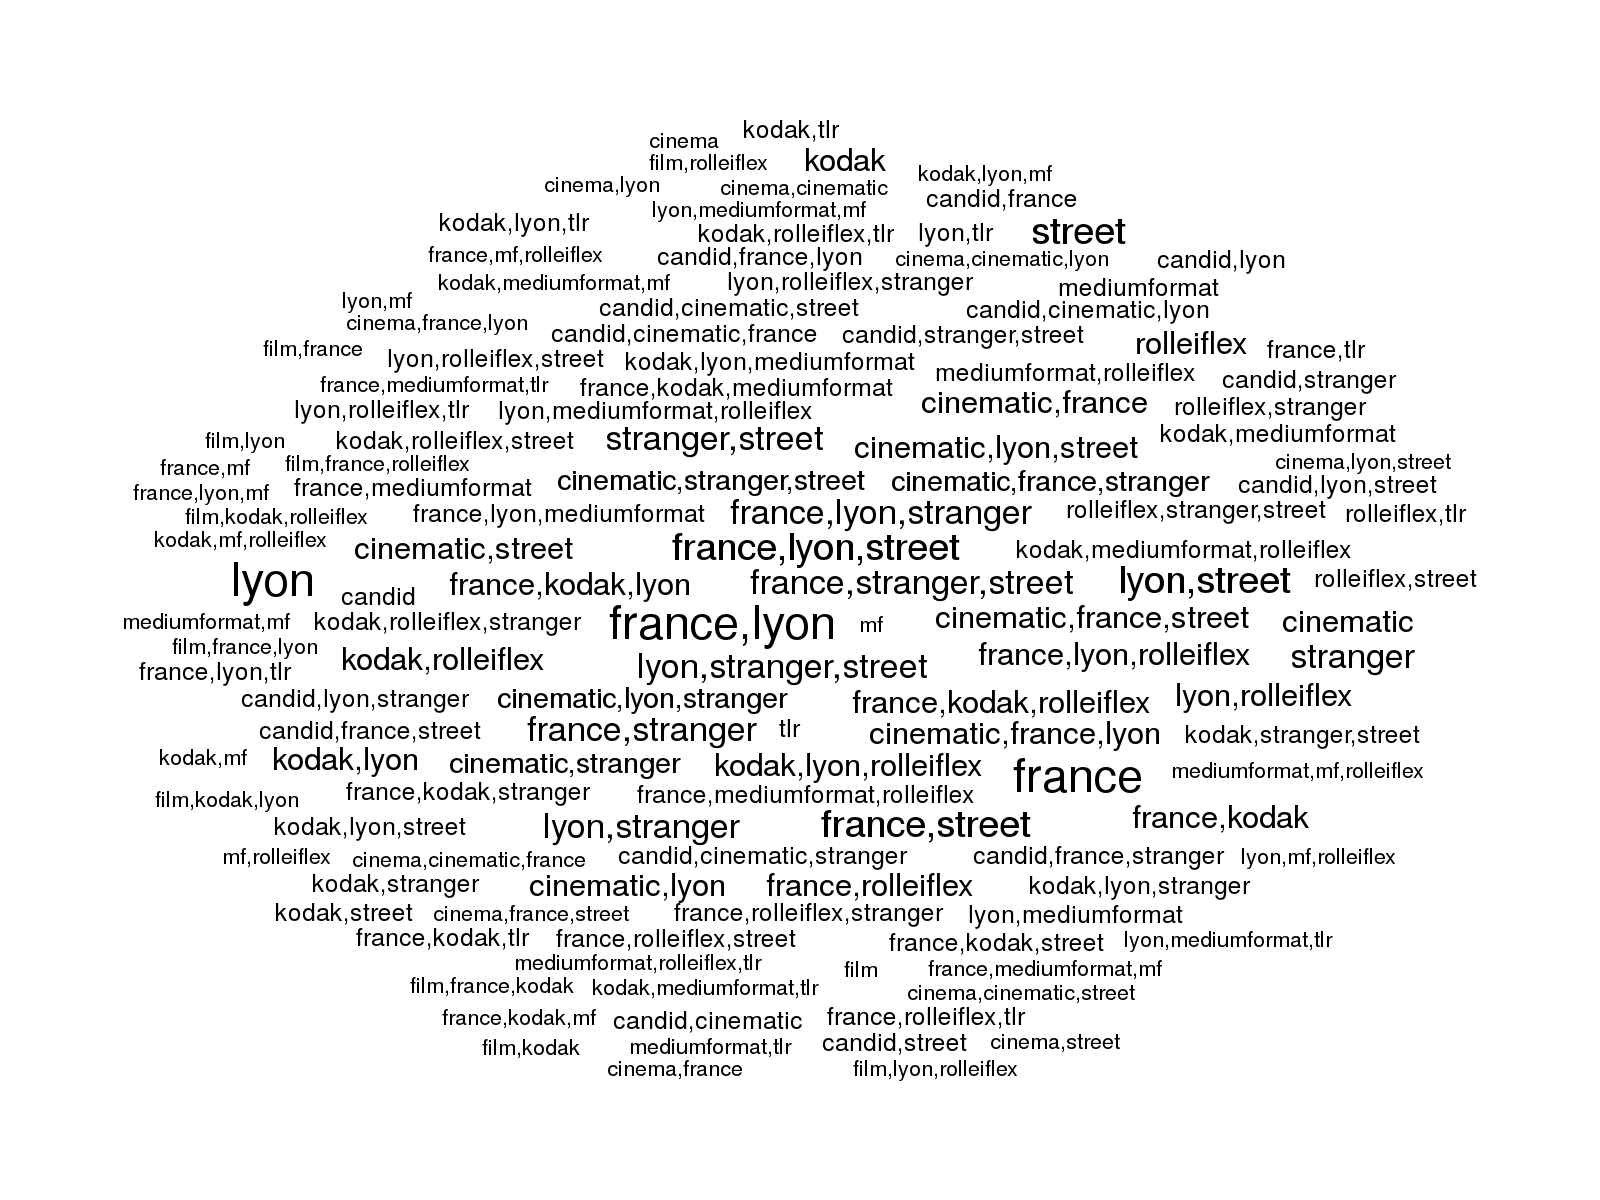 kodak,tlr
cinema
film,rolleiflex kodak
kodak,lyon,mf
cinema,lyon cinema,cinematic
candid,france
lyon,mediumformat,mf
kodak,lyon,tlr
kodak,rolleiflex,tlr lyon,tlr street
france,mf,rolleiflex candid,france,lyon cinema,cinematic,lyon candid,lyon
kodak,mediumformat,mf lyon,rolleiflex,stranger mediumformat
lyon,mf candid,cinematic,street candid,cinematic,lyon
cinema,france,lyon candid,cinematic,france candid,stranger,street
film,france lyon,rolleiflex,street kodak,lyon,mediumformat rolleiflex france,tlr
france,mediumformat,tlr france,kodak,mediumformat mediumformat,rolleiflex candid,stranger
lyon,rolleiflex,tlr lyon,mediumformat,rolleiflex cinematic,france rolleiflex,stranger
film,lyon kodak,rolleiflex,street stranger,street cinematic,lyon,street kodak,mediumformat
france,mf film,france,rolleiflex cinema,lyon,street
france,lyon,mf france,mediumformat cinematic,stranger,street cinematic,france,stranger candid,lyon,street
film,kodak,rolleiflex france,lyon,mediumformat france,lyon,stranger rolleiflex,stranger,street rolleiflex,tlr
kodak,mf,rolleiflex cinematic,street france,lyon,street kodak,mediumformat,rolleiflex
lyon candid france,kodak,lyon france,stranger,street lyon,street rolleiflex,street
mediumformat,mf kodak,rolleiflex,stranger france,lyon mf cinematic,france,street cinematic
film,france,lyon
france,lyon,tlr kodak,rolleiflex lyon,stranger,street france,lyon,rolleiflex stranger
candid,lyon,stranger cinematic,lyon,stranger france,kodak,rolleiflex lyon,rolleiflex
candid,france,street france,stranger tlr cinematic,france,lyon kodak,stranger,street
kodak,mf kodak,lyon cinematic,stranger kodak,lyon,rolleiflex france mediumformat,mf,rolleiflex
film,kodak,lyon france,kodak,stranger france,mediumformat,rolleiflex
kodak,lyon,street lyon,stranger france,street france,kodak
mf,rolleiflex cinema,cinematic,france candid,cinematic,stranger candid,france,stranger lyon,mf,rolleiflex
kodak,stranger cinematic,lyon france,rolleiflex kodak,lyon,stranger
kodak,street cinema,france,street france,rolleiflex,stranger lyon,mediumformat
france,kodak,tlr france,rolleiflex,street france,kodak,street lyon,mediumformat,tlr
mediumformat,rolleiflex,tlr film france,mediumformat,mf
film,france,kodak kodak,mediumformat,tlr cinema,cinematic,street
france,kodak,mf candid,cinematic france,rolleiflex,tlr
film,kodak mediumformat,tlr candid,street cinema,street
cinema,france film,lyon,rolleiflex